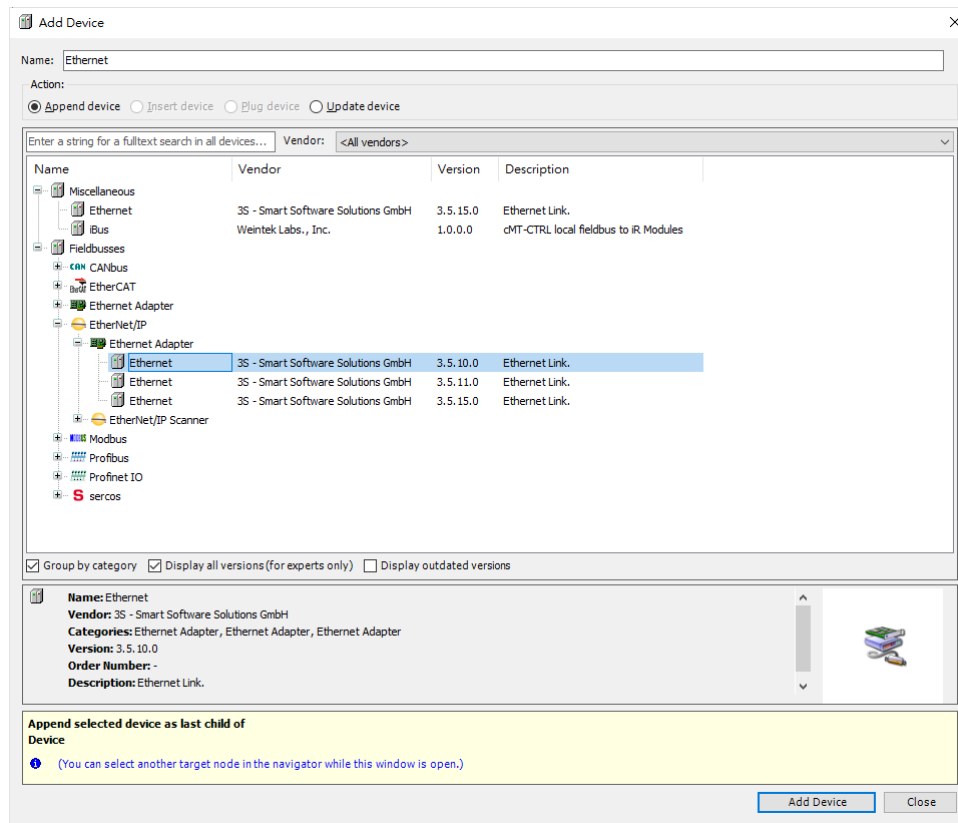 Add Device
Name: Ethernet
Action:
Append device Insert device Plug device Update device
Enter a string for a fulltext search in all devices... Vendor: <All vendors>
Name Vendor Version Description
Miscellaneous
Ethernet 3S - Smart Software Solutions GmbH 3.5.15.0 Ethernet Link.
iBus Weintek Labs., Inc. 1.0.0.0 cMT-CTRL local fieldbus to iR Modules
Fieldbusses
CAN CANbus
EtherCAT
Ethernet Adapter
EtherNet/IP
Ethernet Adapter
Ethernet 3S - Smart Software Solutions GmbH 3.5.10.0 Ethernet Link.
Ethernet 3S - Smart Software Solutions GmbH 3.5.11.0 Ethernet Link.
Ethernet 3S - Smart Software Solutions GmbH 3.5.15.0 Ethernet Link.
EtherNet/IP Scanner
Modbus
Profibus
Profinet IO
S sercos
Group by category Display all versions (for experts only) Display outdated versions
Name: Ethernet
Vendor: 3S - Smart Software Solutions GmbH
Categories: Ethernet Adapter, Ethernet Adapter, Ethernet Adapter
Version: 3.5.10.0
Order Number: -
Description: Ethernet Link.
Append selected device as last child of
Device
(You can select another target node in the navigator while this window is open.)
Add Device Close